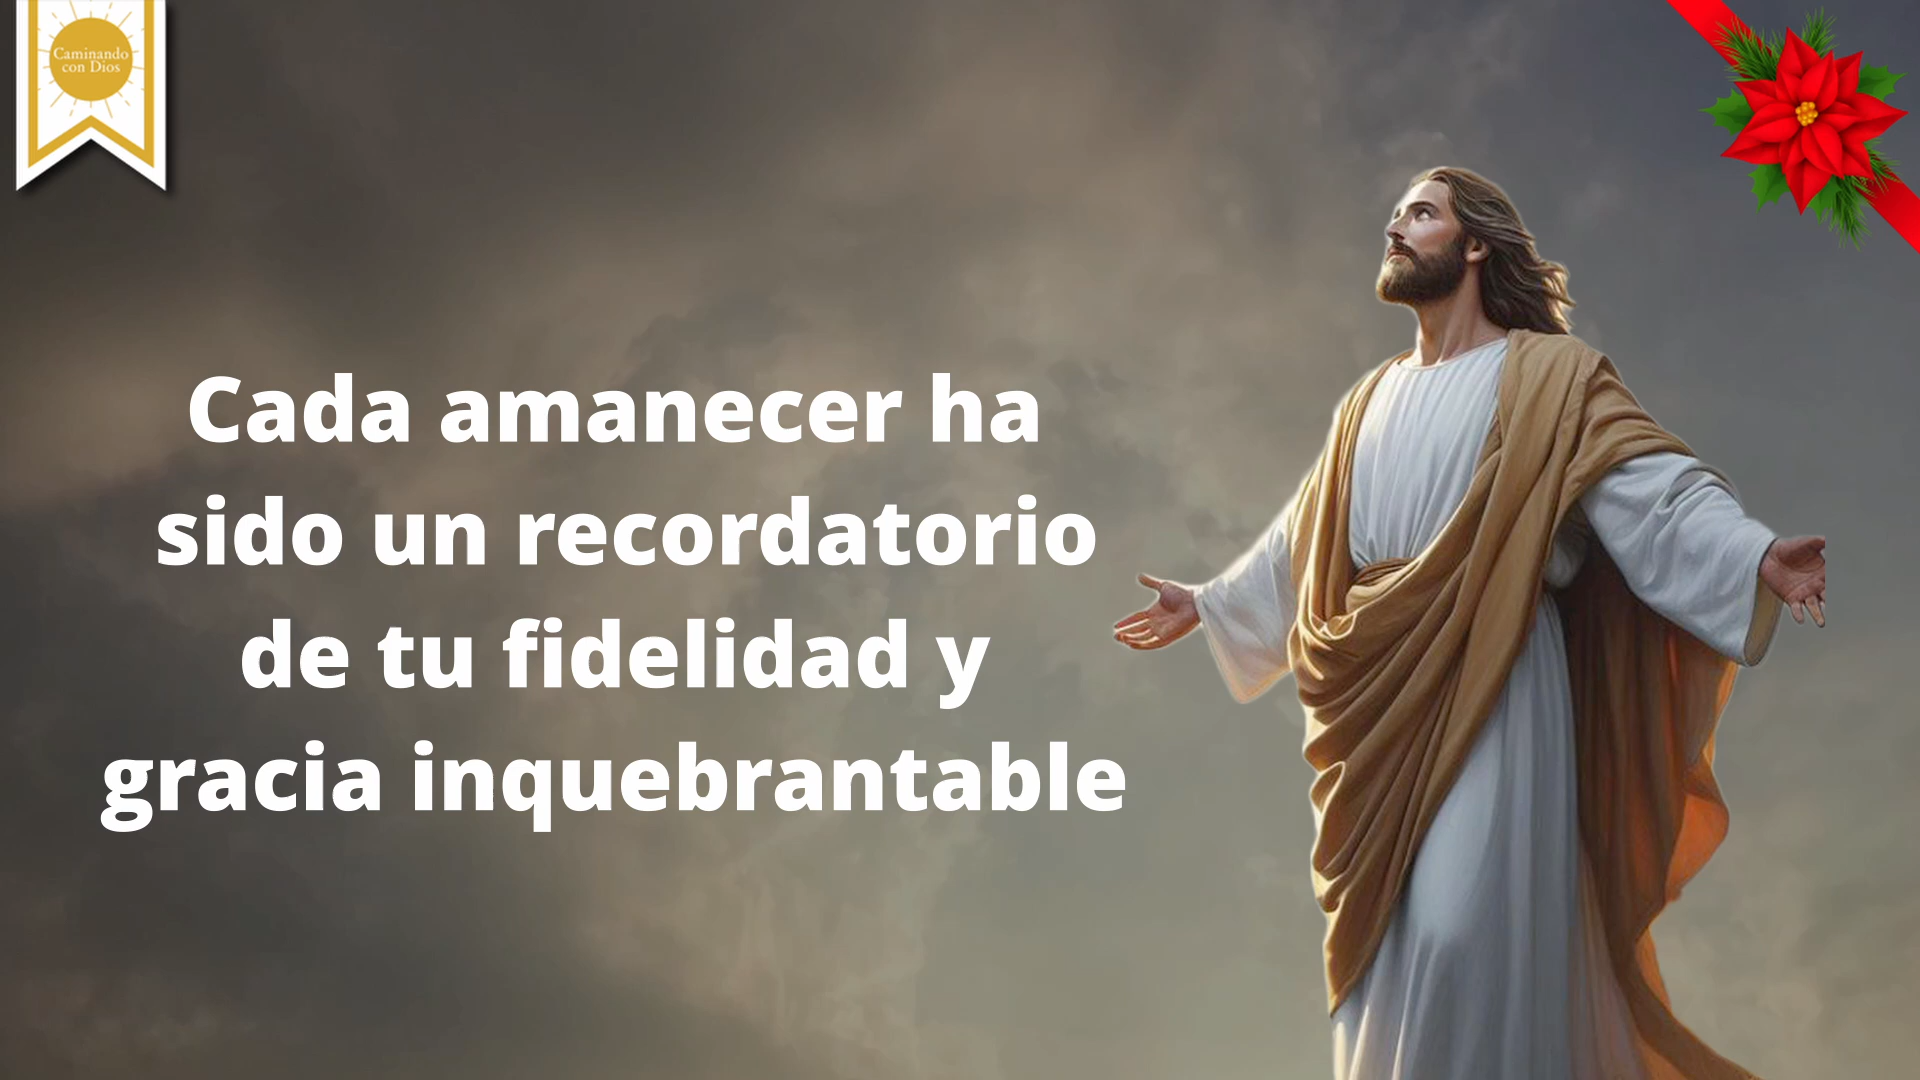 Caminando
con Dios
Cada amanecer ha
sido un recordatorio
de tu fidelidad y
gracia inquebrantable